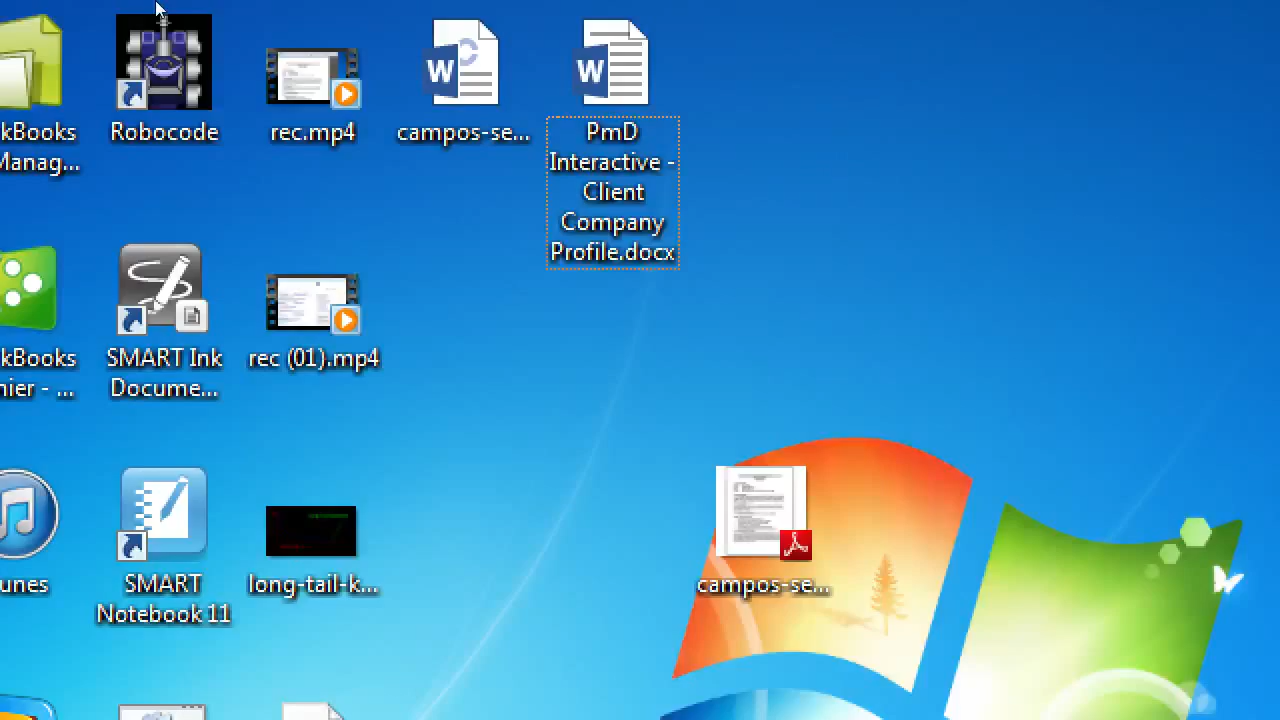 kBooks
Manag...
Robocode
rec.mp4
campos-se...
PmD
Interactive -
Client
Company
Profile.docx
kBooks
nier - ...
SMART Ink
Docume...
rec (01).mp4
unes
SMART
Notebook 11
long-tail-k...
campos-se...
W
W